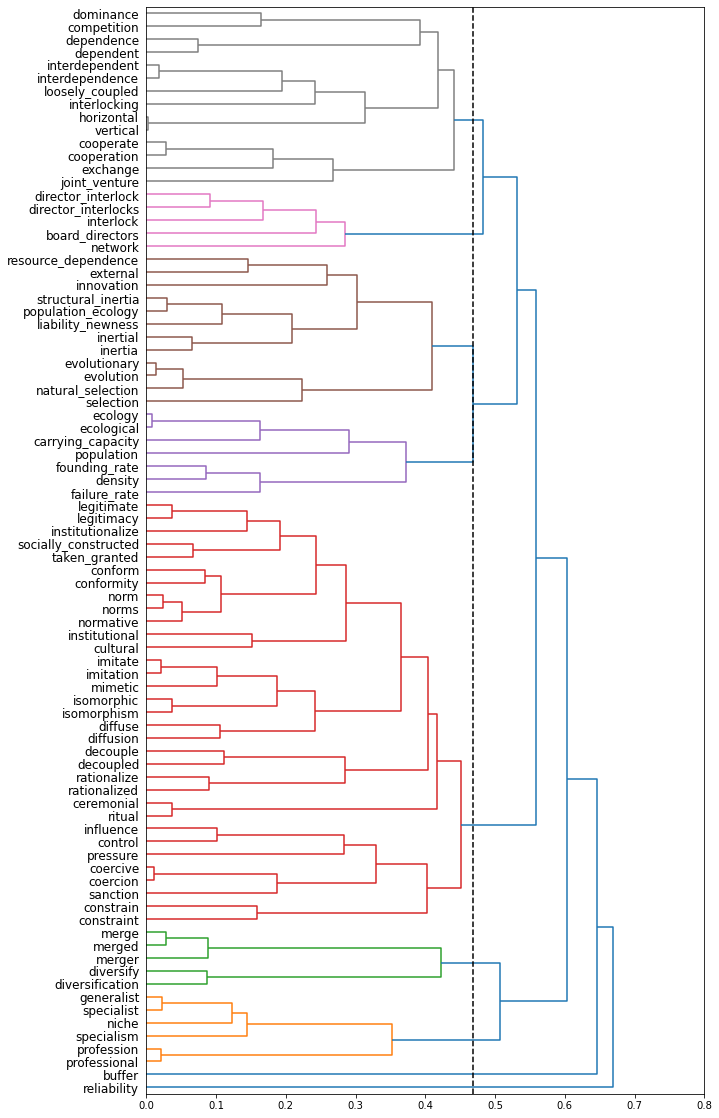 dominance
competition
dependence
dependent
interdependent
interdependence
loosely_coupled
interlocking
horizontal
vertical
cooperate
cooperation
exchange
joint_venture
director_interlock
director_interlocks
interlock
board_directors
network
resource_dependence
external
innovation
structural_inertia
population_ecology
liability_newness
inertial
inertia
evolutionary
evolution
natural_selection
selection
ecology
ecological
carrying_capacity
population
founding_rate
density
failure_rate
legitimate
legitimacy
institutionalize
socially_constructed
taken_granted
conform
conformity
norm
norms
normative
institutional
cultural
imitate
imitation
mimetic
isomorphic
isomorphism
diffuse
diffusion
decouple
decoupled
rationalize
rationalized
ceremonial
ritual
influence
control
pressure
coercive
coercion
sanction
constrain
constraint
merge
merged
merger
diversify
diversification
generalist
specialist
niche
specialism
profession
professional
buffer
reliability
0.0 0.1 0.2 0.3 0.4 0.5 0.6 0.7 0.8